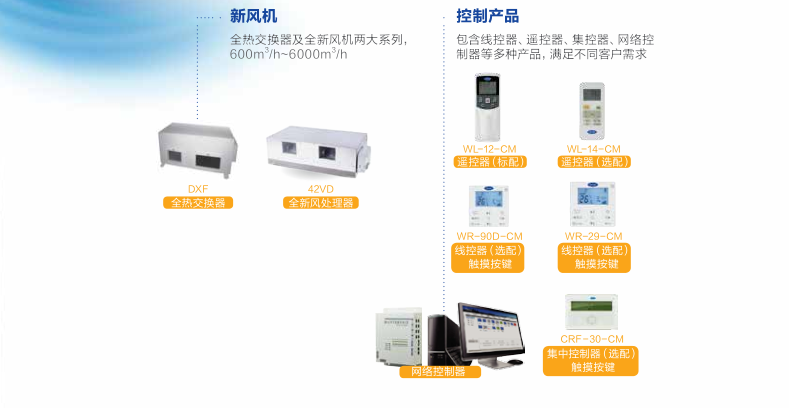 新风机
全热交换器及全新风机两大系列,
600m³/h~6000m³/h
DXF
全热交换器
42VD
全新风处理器
控制产品
包含线控器、遥控器、集控器、网络控
制器等多种产品, 满足不同客户需求
WL-12-CM
遥控器(标配)
WL-14-CM
遥控器(选配)
WR-90D-CM
线控器(选配)
触摸按键
WR-29-CM
线控器(选配)
触摸按键
网络控制器
CRF-30-CM
集中控制器(选配)
触摸按键